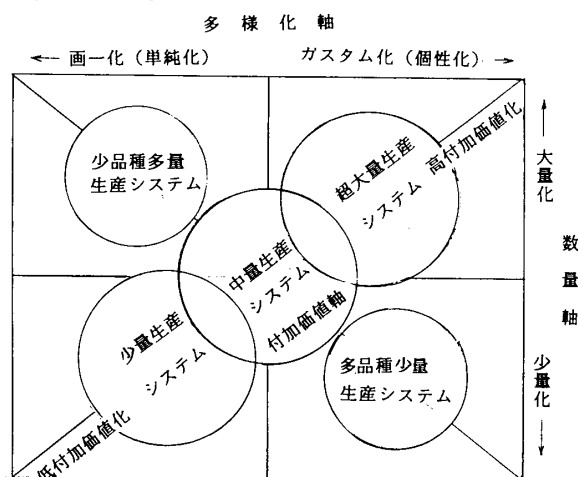 多様化軸
← 画一化（単純化）　ガスタム化（個性化）→
少品種多量
生産システム
超大量生産
システム
高付加価値化
← 大量化
数量軸
中量生産
システム
付加価値軸
少量生産
システム
低付加価値化
多品種少量
生産システム
少量化 →